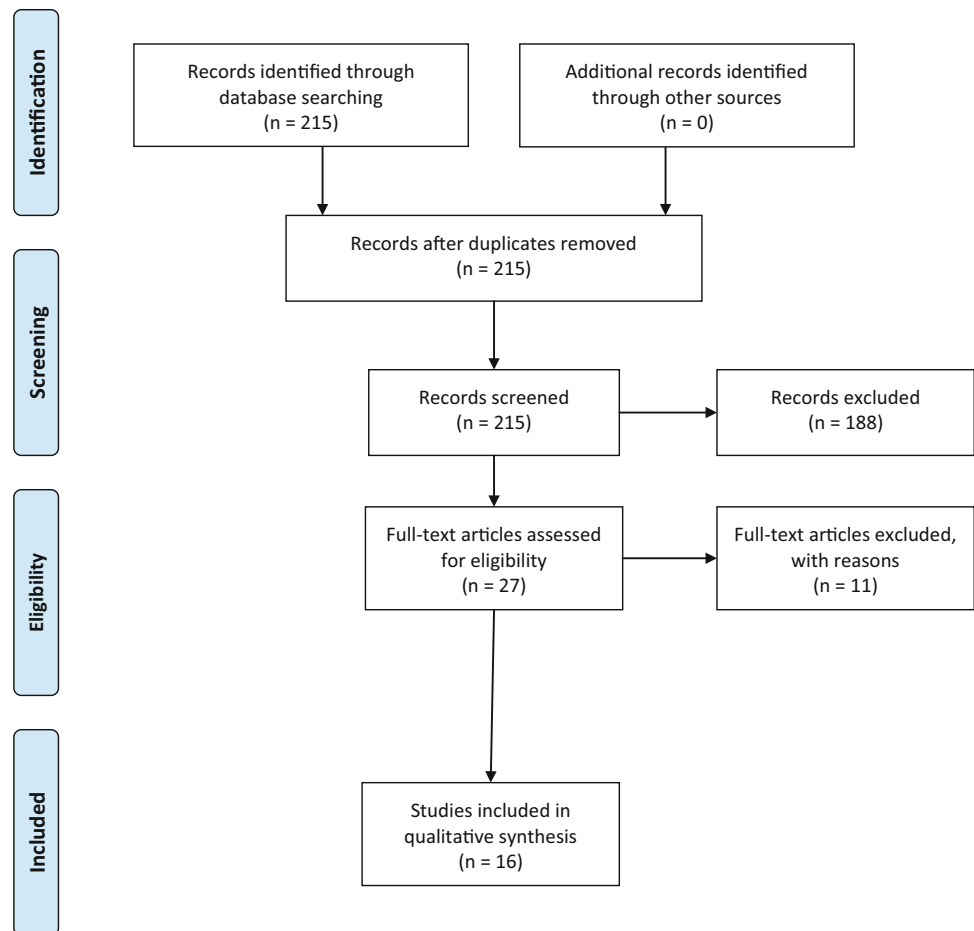 Identification
Records identified through
database searching
(n = 215)
Additional records identified
through other sources
(n = 0)
Screening
Records after duplicates removed
(n = 215)
Records screened
(n = 215)
Records excluded
(n = 188)
Eligibility
Full-text articles assessed
for eligibility
(n = 27)
Full-text articles excluded,
with reasons
(n = 11)
Included
Studies included in
qualitative synthesis
(n = 16)